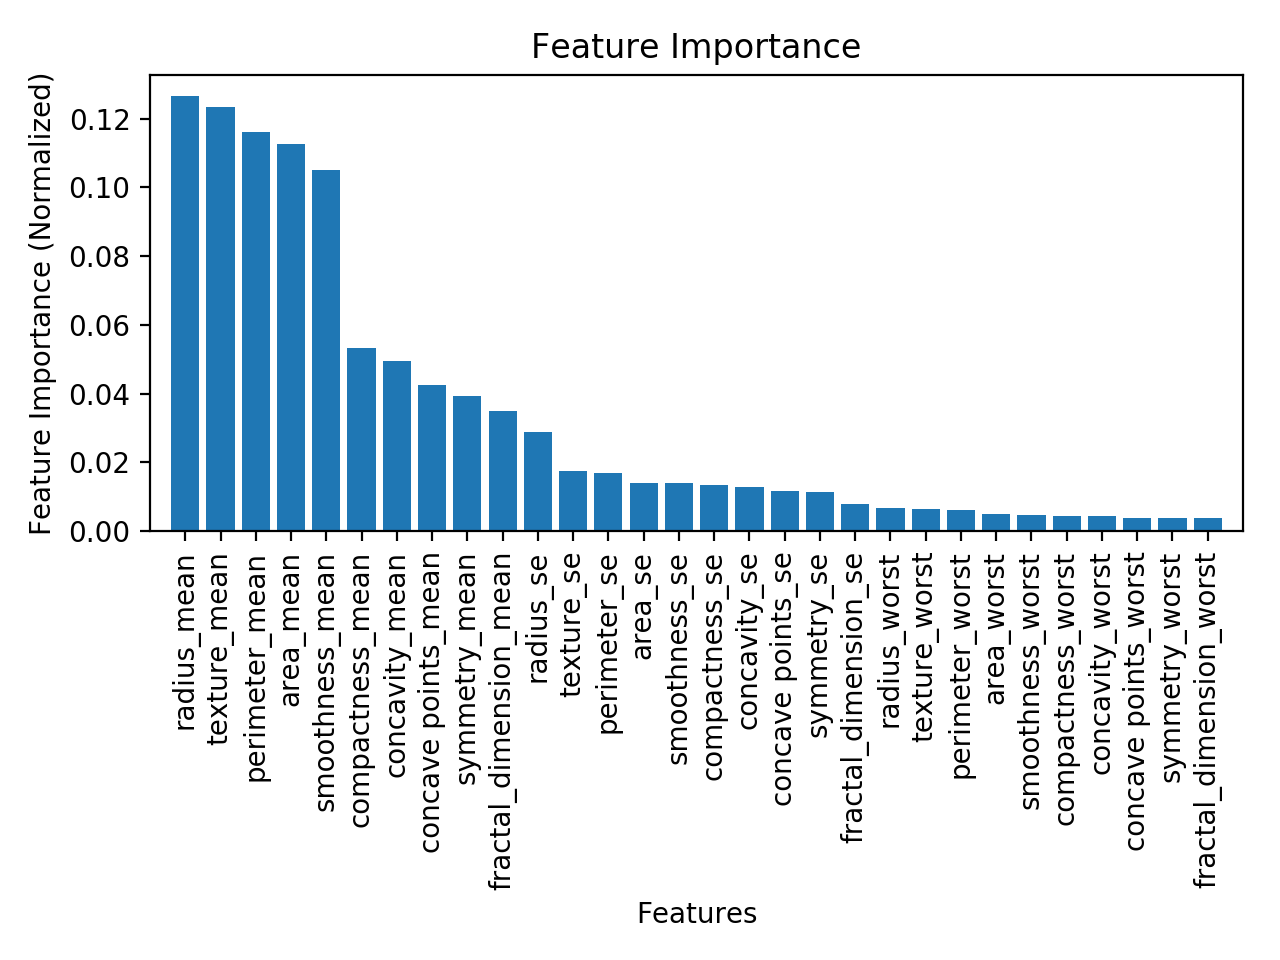 Feature Importance
Feature Importance (Normalized)
0.12
0.10
0.08
0.06
0.04
0.02
0.00
radius_mean
texture_mean
perimeter_mean
area_mean
smoothness_mean
compactness_mean
concavity_mean
concave points_mean
symmetry_mean
fractal_dimension_mean
radius_se
texture_se
perimeter_se
area_se
smoothness_se
compactness_se
concavity_se
concave points_se
symmetry_se
fractal_dimension_se
radius_worst
texture_worst
perimeter_worst
area_worst
smoothness_worst
compactness_worst
concavity_worst
concave points_worst
symmetry_worst
fractal_dimension_worst
Features